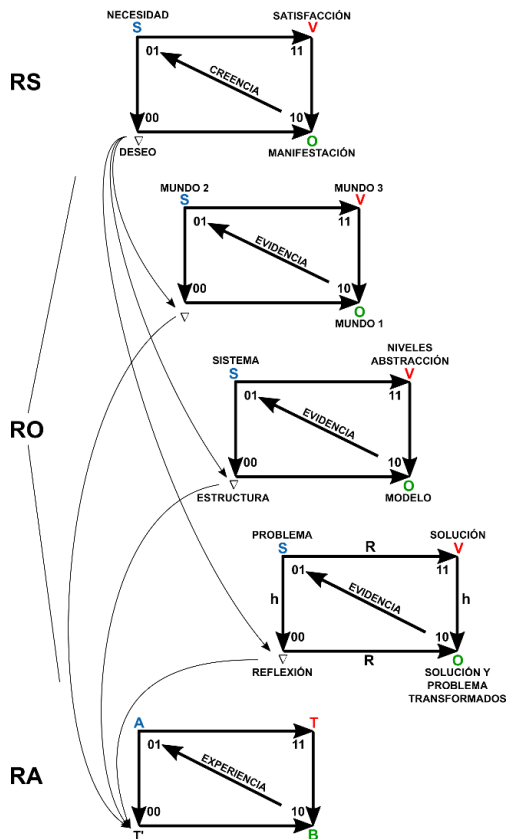 NECESIDAD SATISFACCIÓN
S V
01 11
RS
CREENCIA
00 10
▽ O
DESEO MANIFESTACIÓN
MUNDO 2 MUNDO 3
S V
01 11
EVIDENCIA
00 10
▽ O
MUNDO 1
NIVELES
SISTEMA ABSTRACCIÓN
S V
01 11
EVIDENCIA
RO
00 10
▽ O
ESTRUCTURA MODELO
PROBLEMA R SOLUCIÓN
S V
01 11
h EVIDENCIA h
00 10
▽ R O
REFLEXIÓN SOLUCIÓN Y
PROBLEMA
TRANSFORMADOS
A T
01 11
RA
EXPERIENCIA
00 10
T' B